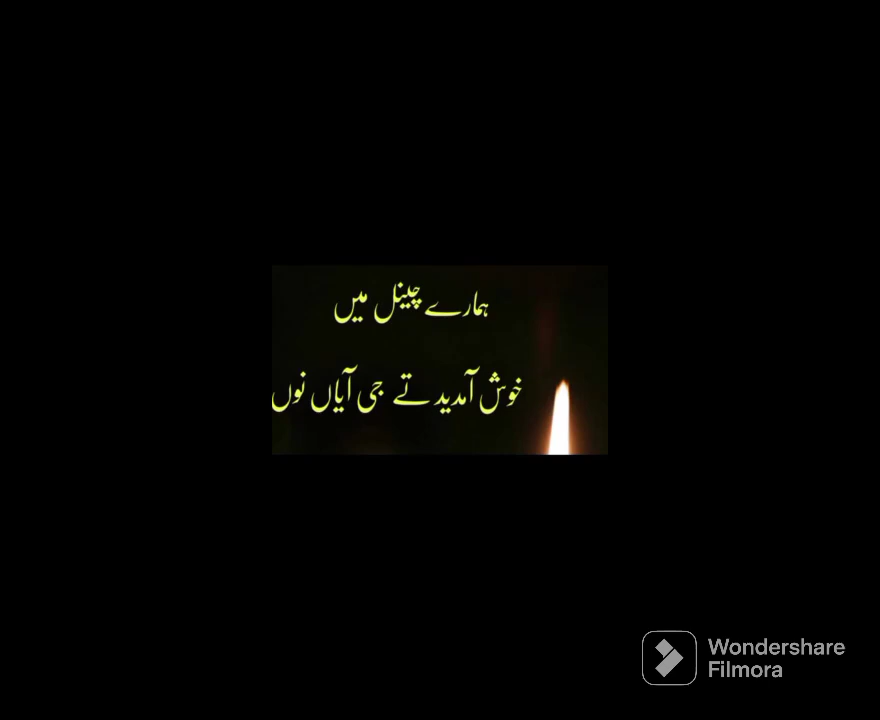 ہمارے چینل میں
خوش آمدید تے جی آیاں نوں
Wondershare
Filmora